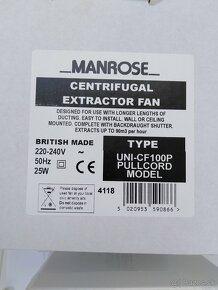 MANROSE
CENTRIFUGAL
EXTRACTOR FAN
DESIGNED FOR USE WITH LONGER LENGTHS OF
DUCTING. EASY TO INSTALL. WALL OR CEILING
MOUNTED. COMPLETE WITH BACKDRAUGHT SHUTTER.
EXTRACTS UP TO 90m3 per hour
BRITISH MADE
220-240V ~
50Hz
25W
CE
4118
TYPE
UNI-CF100P
PULLCORD
MODEL
5 020953 590866 >